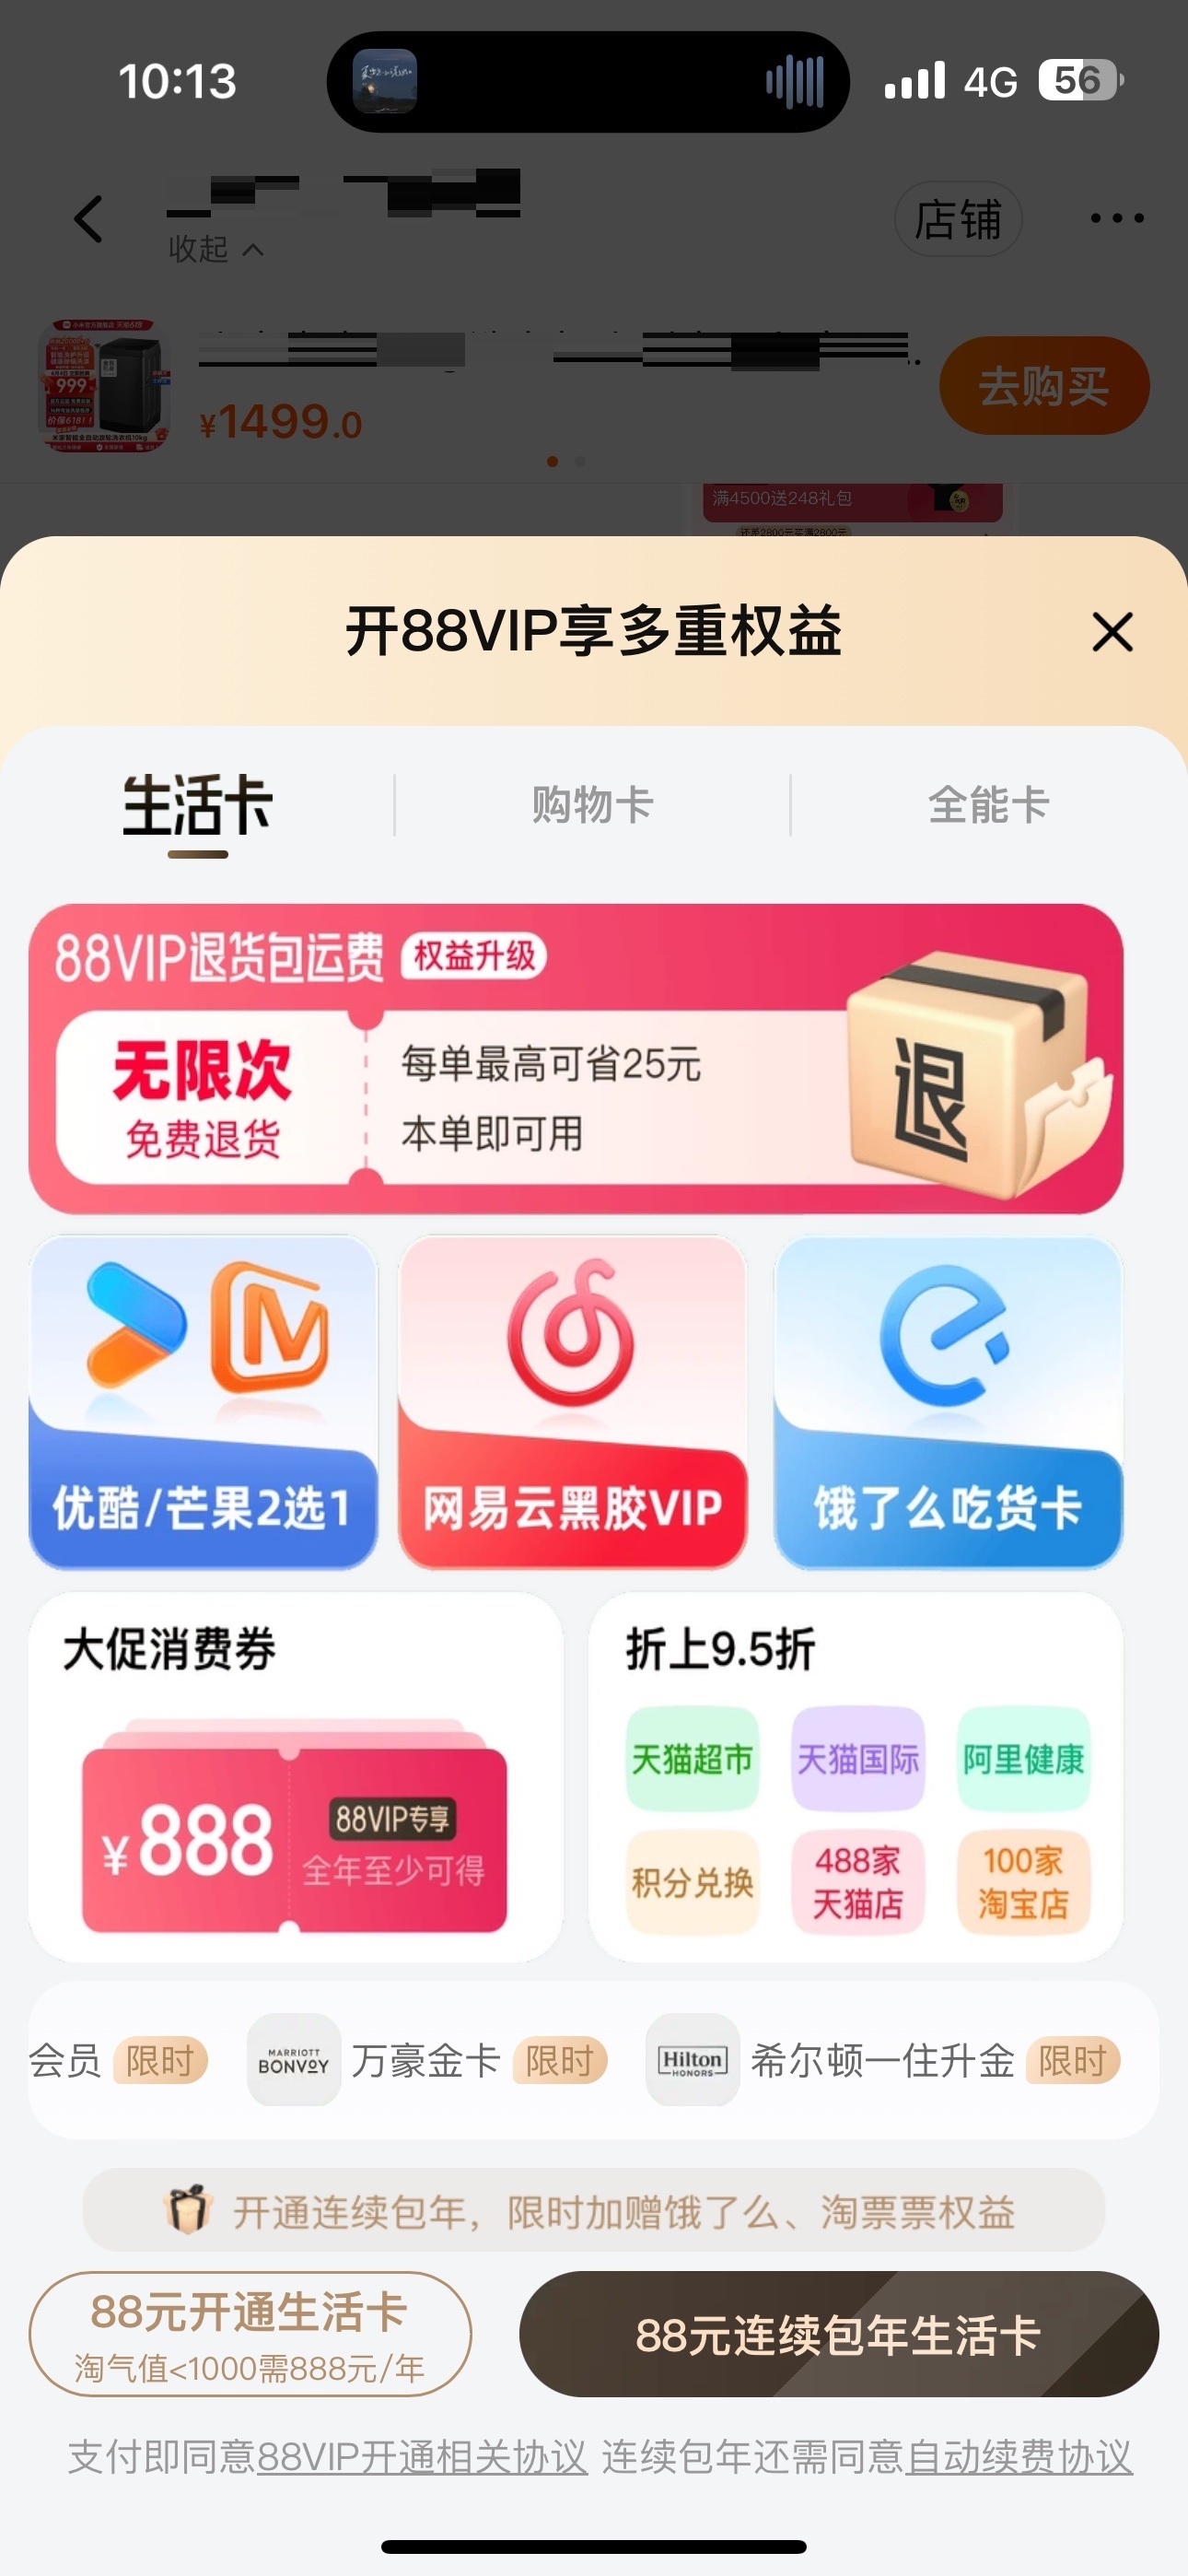 10:13
4G
56
收起
店铺
999
¥1499.0
去购买
满4500送248礼包
开88VIP享多重权益
生活卡
购物卡
全能卡
88VIP退货包运费 权益升级
无限次
免费退货
每单最高可省25元
本单即可用
退
优酷/芒果2选1
网易云黑胶VIP
饿了么吃货卡
大促消费券
¥888
88VIP专享
全年至少可得
折上9.5折
天猫超市
天猫国际
阿里健康
积分兑换
488家
天猫店
100家
淘宝店
会员 限时
MARRIOTT
BONVOY
万豪金卡 限时
Hilton
HONORS
希尔顿一住升金 限时
开通连续包年，限时加赠饿了么、淘票票权益
88元开通生活卡
淘气值<1000需888元/年
88元连续包年生活卡
支付即同意88VIP开通相关协议 连续包年还需同意自动续费协议